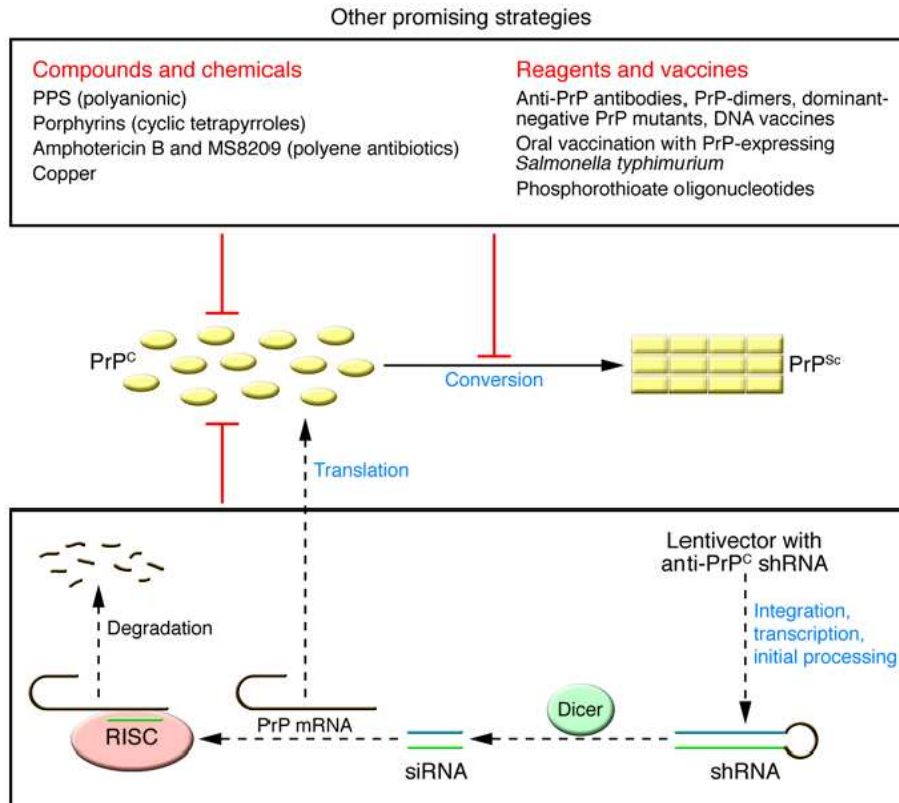 Other promising strategies
Compounds and chemicals
PPS (polyanionic)
Porphyrins (cyclic tetrapyrroles)
Amphotericin B and MS8209 (polyene antibiotics)
Copper
Reagents and vaccines
Anti-PrP antibodies, PrP-dimers, dominant-
negative PrP mutants, DNA vaccines
Oral vaccination with PrP-expressing
Salmonella typhimurium
Phosphorothioate oligonucleotides
PrPᶜ
Conversion
PrPˢᶜ
Translation
Lentivector with
anti-PrPᶜ shRNA
Integration,
transcription,
initial processing
Degradation
Dicer
RISC
PrP mRNA
siRNA
shRNA